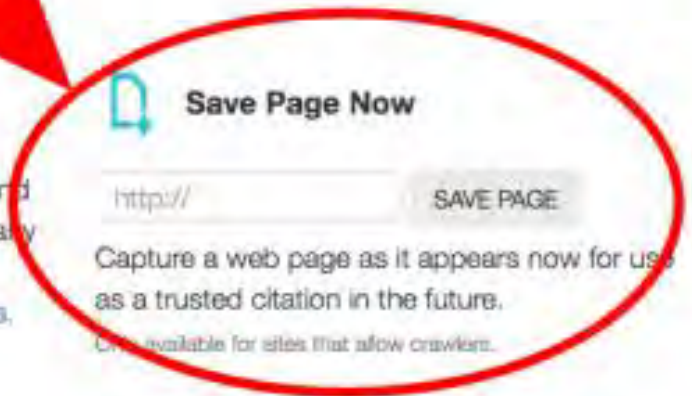 Save Page Now
http://
SAVE PAGE
Capture a web page as it appears now for use
as a trusted citation in the future.
Only available for sites that allow crawlers.